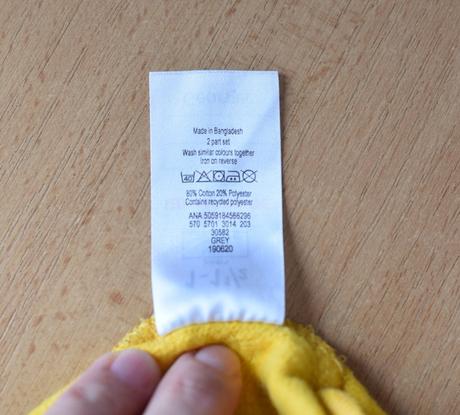 Made in Bangladesh
2 part set
Wash similar colours together
Iron on reverse
40
80% Cotton 20% Polyester
Contains recycled polyester
ANA 5059184566296
570 5701 3014 203
30582
GREY
190620